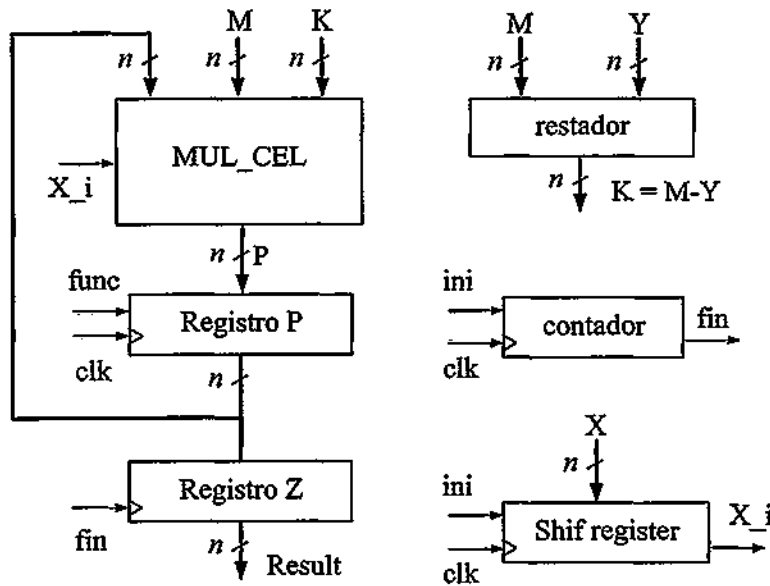 M K
n n n
MUL_CEL
X_i
n P
func
Registro P
clk
n
Registro Z
fin
n Result
M Y
n n
restador
n
K = M-Y
ini
contador
fin
clk
X
n
ini
Shif register
X_i
clk